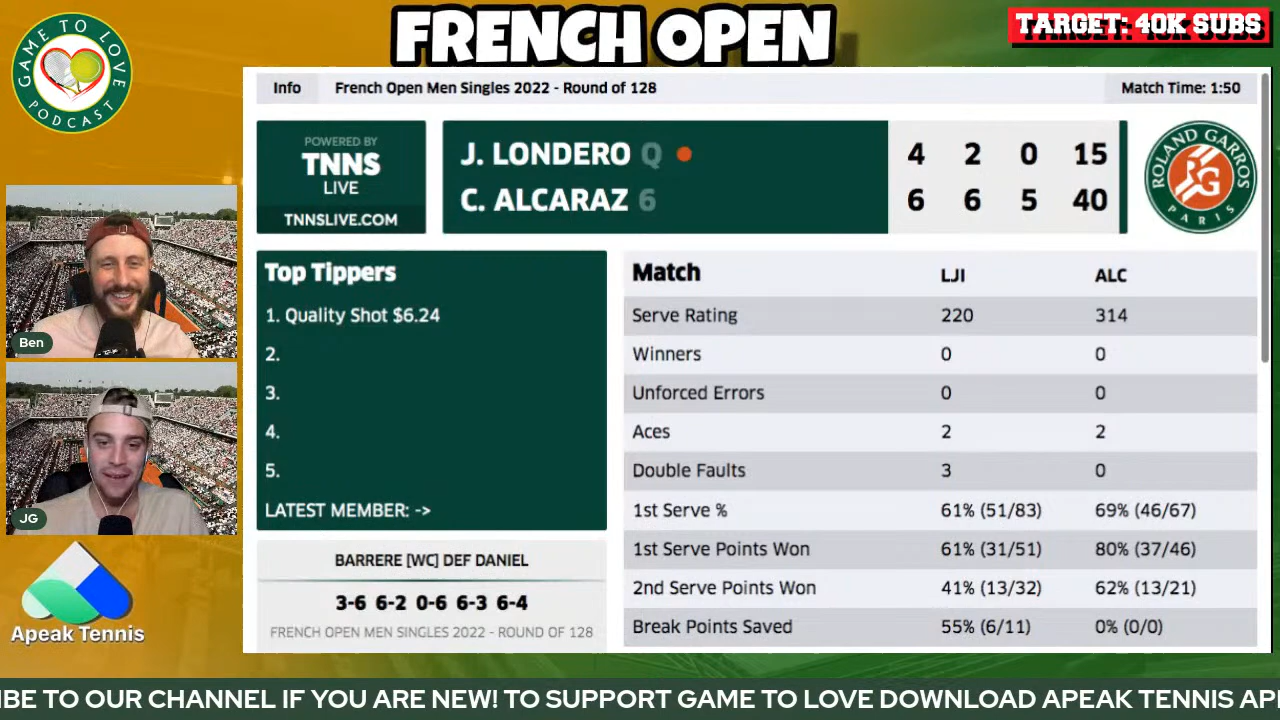 GAME TO LOVE PODCAST
FRENCH OPEN
TARGET: 40K SUBS
Info French Open Men Singles 2022 - Round of 128 Match Time: 1:50
POWERED BY
TNNS
LIVE
TNNSLIVE.COM
J. LONDERO Q 4 2 0 15
C. ALCARAZ 6 6 6 5 40
ROLAND GARROS
RG
PARIS
Top Tippers
1. Quality Shot $6.24
2.
3.
4.
5.
LATEST MEMBER: ->
BARRERE [WC] DEF DANIEL
3-6 6-2 0-6 6-3 6-4
FRENCH OPEN MEN SINGLES 2022 - ROUND OF 128
Match LJI ALC
Serve Rating 220 314
Winners 0 0
Unforced Errors 0 0
Aces 2 2
Double Faults 3 0
1st Serve % 61% (51/83) 69% (46/67)
1st Serve Points Won 61% (31/51) 80% (37/46)
2nd Serve Points Won 41% (13/32) 62% (13/21)
Break Points Saved 55% (6/11) 0% (0/0)
Ben
JG
Apeak Tennis
IBE TO OUR CHANNEL IF YOU ARE NEW! TO SUPPORT GAME TO LOVE DOWNLOAD APEAK TENNIS AP